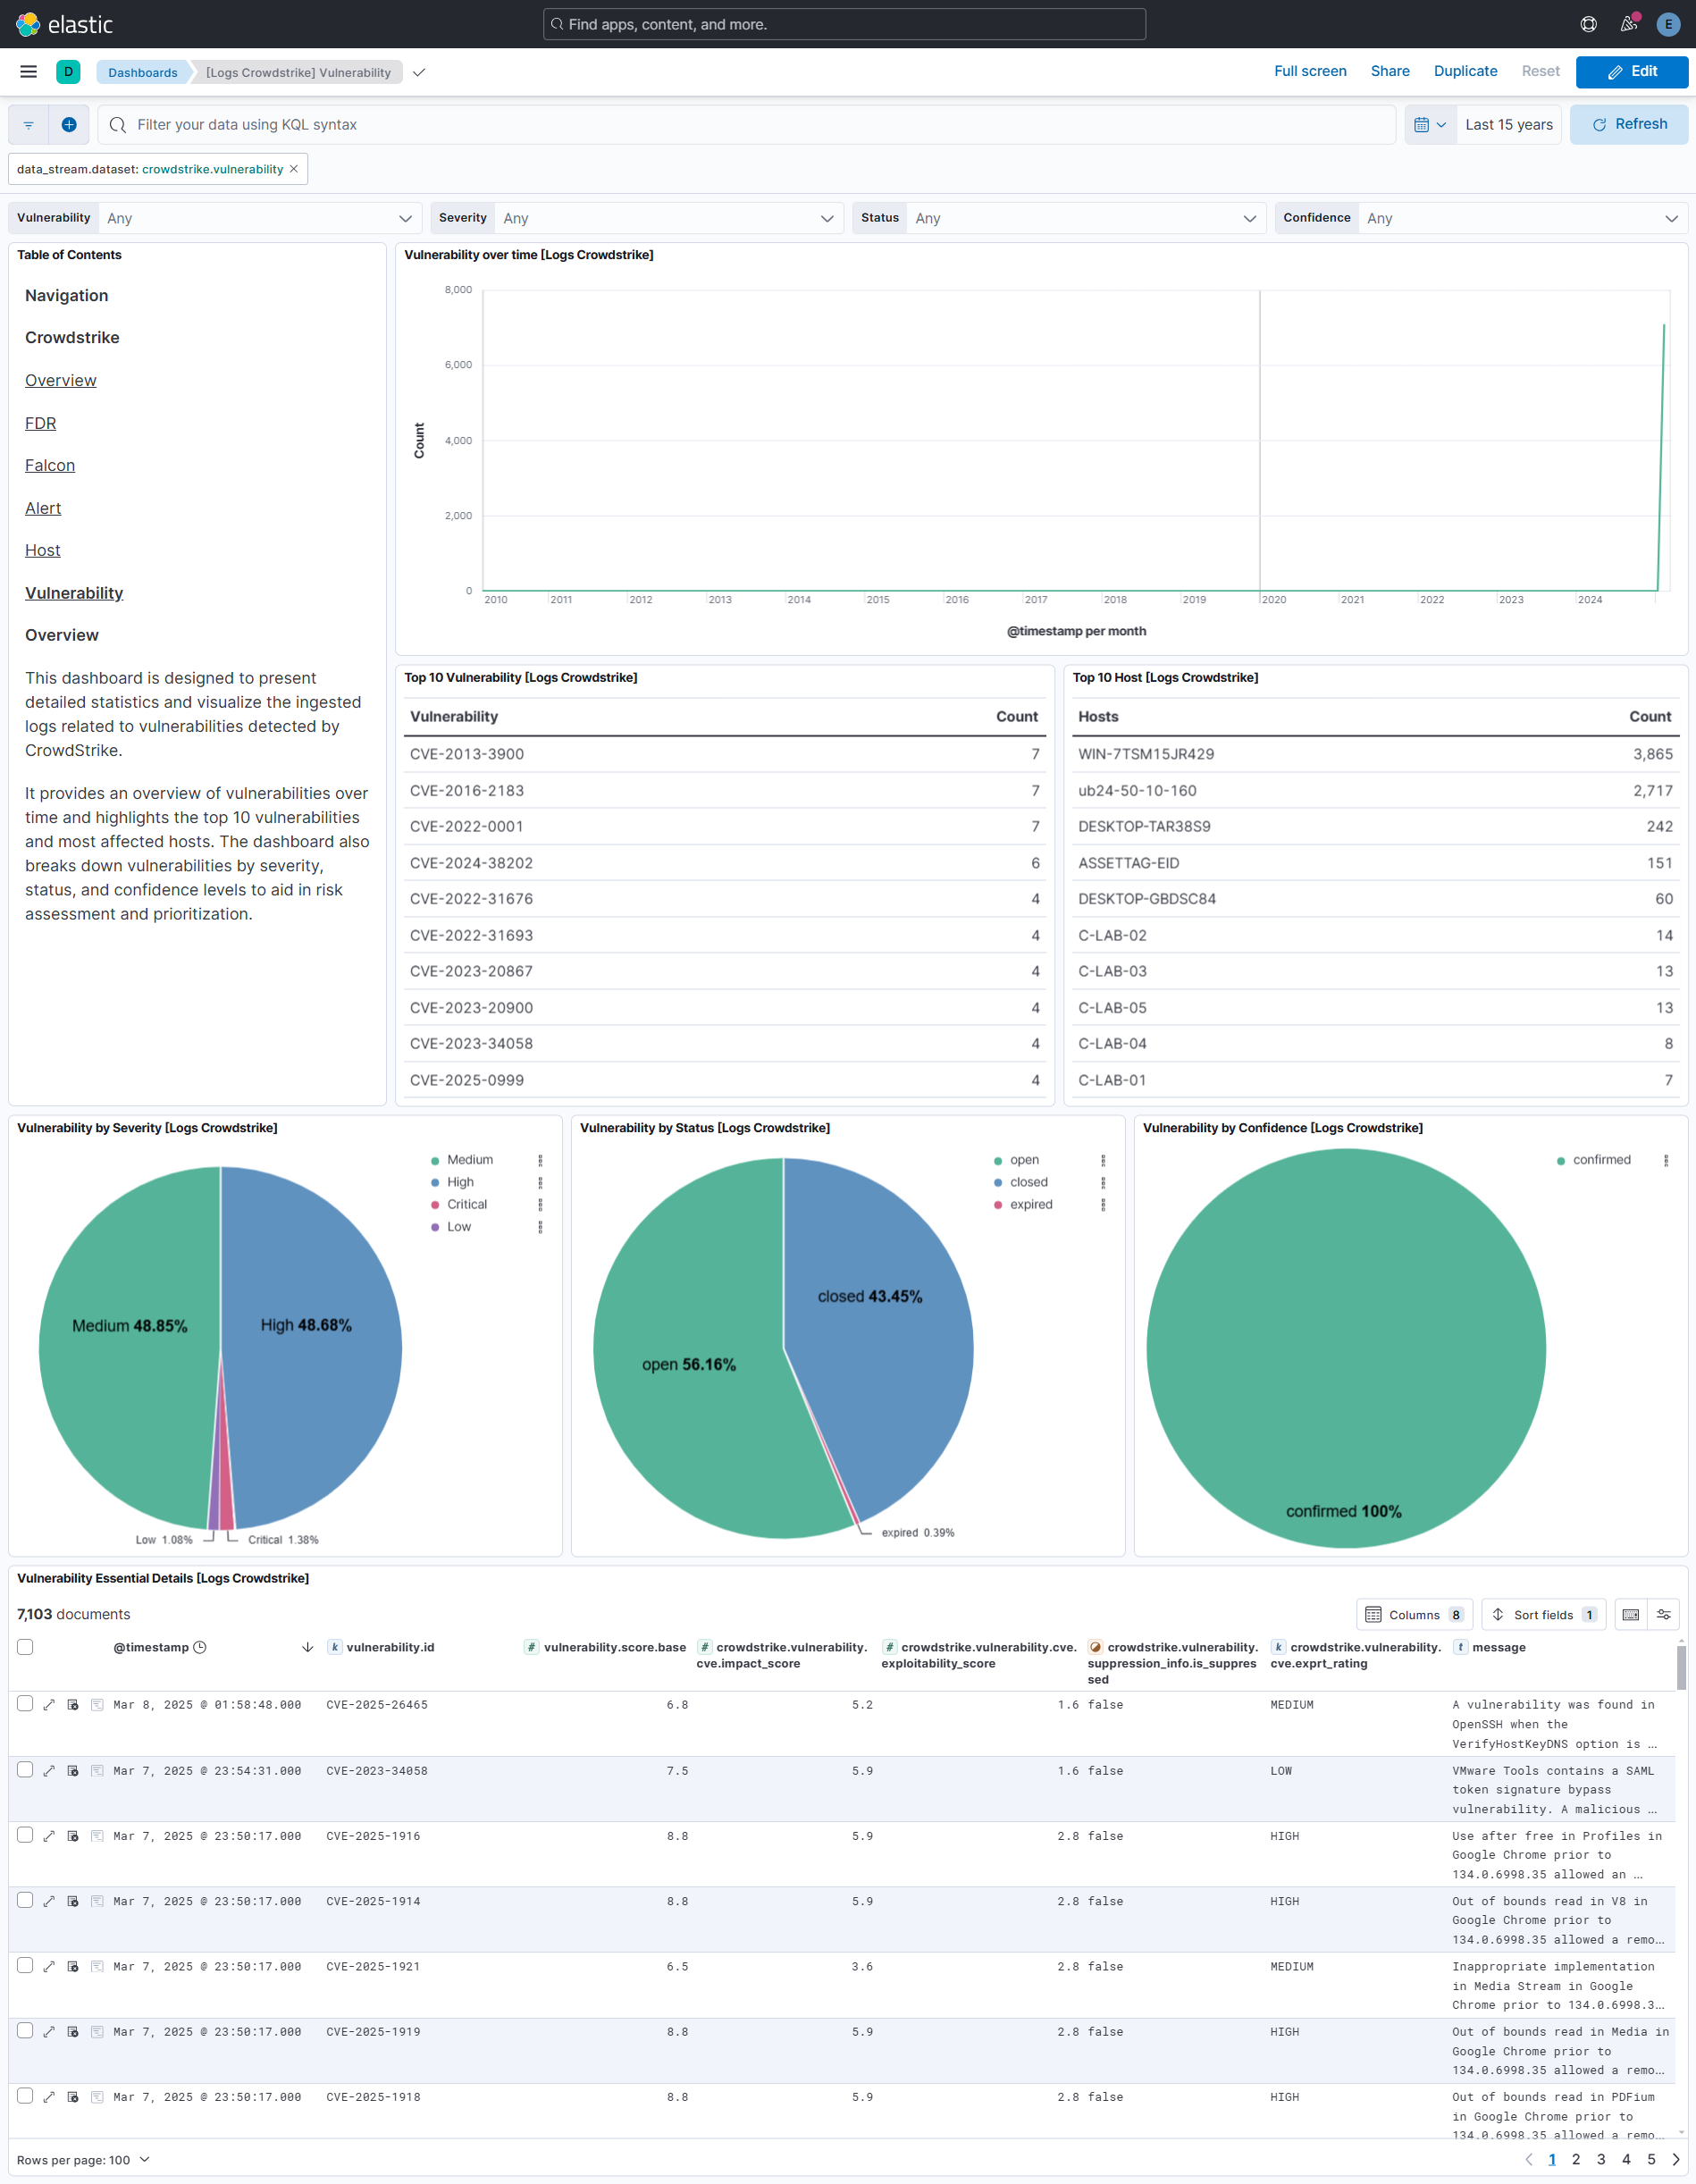 elastic
Find apps, content, and more.
E
D
Dashboards
[Logs Crowdstrike] Vulnerability
Full screen
Share
Duplicate
Reset
Edit
Filter your data using KQL syntax
Last 15 years
Refresh
data_stream.dataset: crowdstrike.vulnerability
Vulnerability Any
Severity Any
Status Any
Confidence Any
Table of Contents
Navigation
Crowdstrike
Overview
FDR
Falcon
Alert
Host
Vulnerability
Overview
This dashboard is designed to present
detailed statistics and visualize the ingested
logs related to vulnerabilities detected by
CrowdStrike.
It provides an overview of vulnerabilities over
time and highlights the top 10 vulnerabilities
and most affected hosts. The dashboard also
breaks down vulnerabilities by severity,
status, and confidence levels to aid in risk
assessment and prioritization.
Vulnerability over time [Logs Crowdstrike]
8,000
6,000
4,000
2,000
0
Count
2010 2011 2012 2013 2014 2015 2016 2017 2018 2019 2020 2021 2022 2023 2024
@timestamp per month
Top 10 Vulnerability [Logs Crowdstrike]
Vulnerability Count
CVE-2013-3900 7
CVE-2016-2183 7
CVE-2022-0001 7
CVE-2024-38202 6
CVE-2022-31676 4
CVE-2022-31693 4
CVE-2023-20867 4
CVE-2023-20900 4
CVE-2023-34058 4
CVE-2025-0999 4
Top 10 Host [Logs Crowdstrike]
Hosts Count
WIN-7TSM15JR429 3,865
ub24-50-10-160 2,717
DESKTOP-TAR38S9 242
ASSETTAG-EID 151
DESKTOP-GBDSC84 60
C-LAB-02 14
C-LAB-03 13
C-LAB-05 13
C-LAB-04 8
C-LAB-01 7
Vulnerability by Severity [Logs Crowdstrike]
Medium
High
Critical
Low
Medium 48.85%
High 48.68%
Low 1.08%
Critical 1.38%
Vulnerability by Status [Logs Crowdstrike]
open
closed
expired
closed 43.45%
open 56.16%
expired 0.39%
Vulnerability by Confidence [Logs Crowdstrike]
confirmed
confirmed 100%
Vulnerability Essential Details [Logs Crowdstrike]
7,103 documents
Columns 8
Sort fields 1
@timestamp
k vulnerability.id
# vulnerability.score.base
# crowdstrike.vulnerability.
cve.impact_score
# crowdstrike.vulnerability.cve.
exploitability_score
crowdstrike.vulnerability.
suppression_info.is_suppres
sed
k crowdstrike.vulnerability.
cve.exprt_rating
t message
Mar 8, 2025 @ 01:58:48.000 CVE-2025-26465 6.8 5.2 1.6 false MEDIUM A vulnerability was found in
OpenSSH when the
VerifyHostKeyDNS option is …
Mar 7, 2025 @ 23:54:31.000 CVE-2023-34058 7.5 5.9 1.6 false LOW VMware Tools contains a SAML
token signature bypass
vulnerability. A malicious …
Mar 7, 2025 @ 23:50:17.000 CVE-2025-1916 8.8 5.9 2.8 false HIGH Use after free in Profiles in
Google Chrome prior to
134.0.6998.35 allowed an …
Mar 7, 2025 @ 23:50:17.000 CVE-2025-1914 8.8 5.9 2.8 false HIGH Out of bounds read in V8 in
Google Chrome prior to
134.0.6998.35 allowed a remo…
Mar 7, 2025 @ 23:50:17.000 CVE-2025-1921 6.5 3.6 2.8 false MEDIUM Inappropriate implementation
in Media Stream in Google
Chrome prior to 134.0.6998.3…
Mar 7, 2025 @ 23:50:17.000 CVE-2025-1919 8.8 5.9 2.8 false HIGH Out of bounds read in Media in
Google Chrome prior to
134.0.6998.35 allowed a remo…
Mar 7, 2025 @ 23:50:17.000 CVE-2025-1918 8.8 5.9 2.8 false HIGH Out of bounds read in PDFium
in Google Chrome prior to
134.0.6998.35 allowed a remo…
Rows per page: 100
1 2 3 4 5